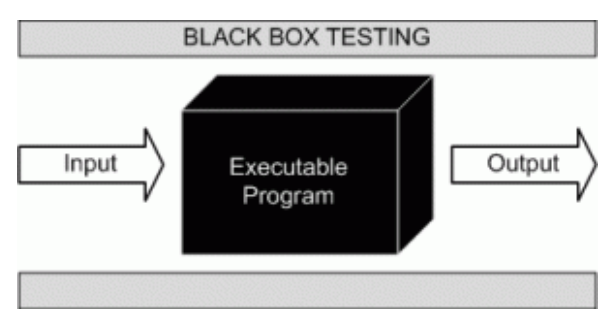 BLACK BOX TESTING
Input
Executable
Program
Output